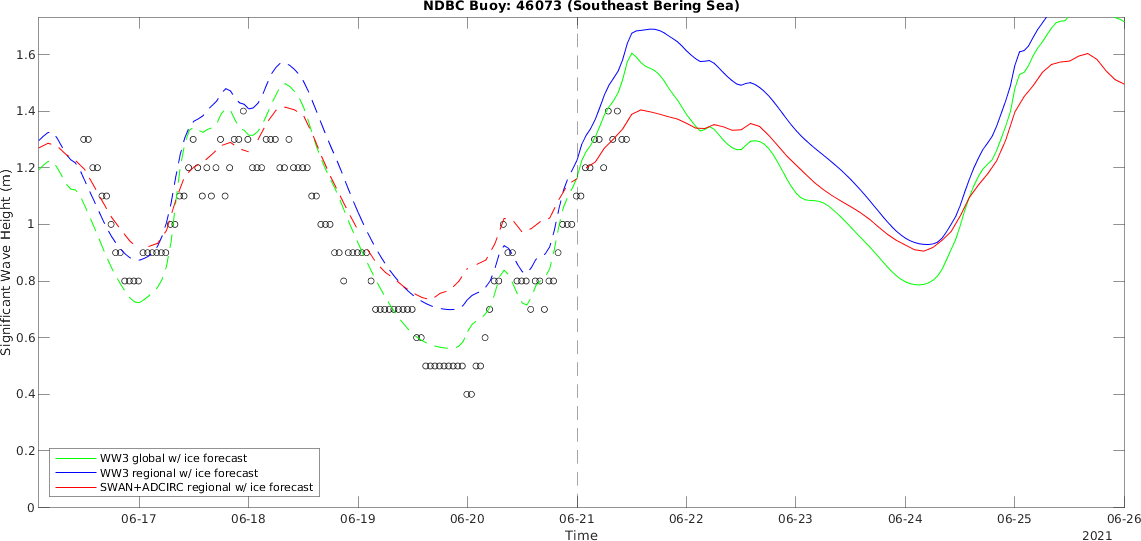 NDBC Buoy: 46073 (Southeast Bering Sea)
Significant Wave Height (m)
1.6
1.4
1.2
1
0.8
0.6
0.4
0.2
0
WW3 global w/ ice forecast
WW3 regional w/ ice forecast
SWAN+ADCIRC regional w/ ice forecast
06-17 06-18 06-19 06-20 06-21 06-22 06-23 06-24 06-25 06-26
Time
2021